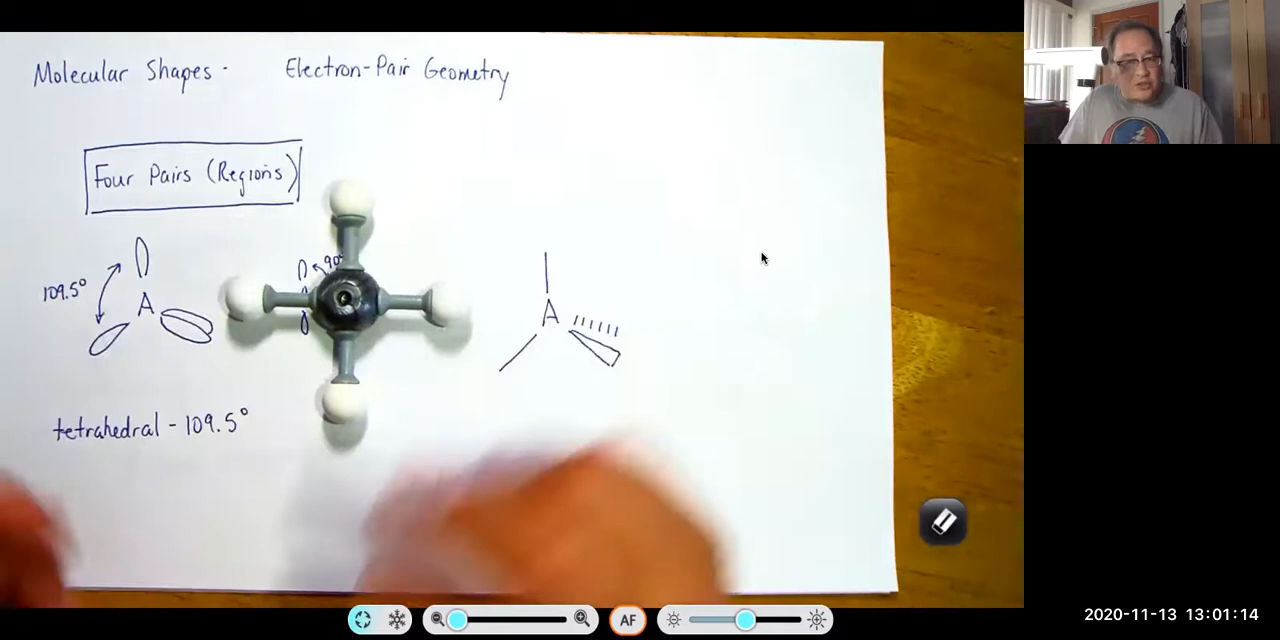 Molecular Shapes · Electron-Pair Geometry
Four Pairs (Regions)
90°
109.5°
A
A
tetrahedral - 109.5°
AF
2020-11-13 13:01:14